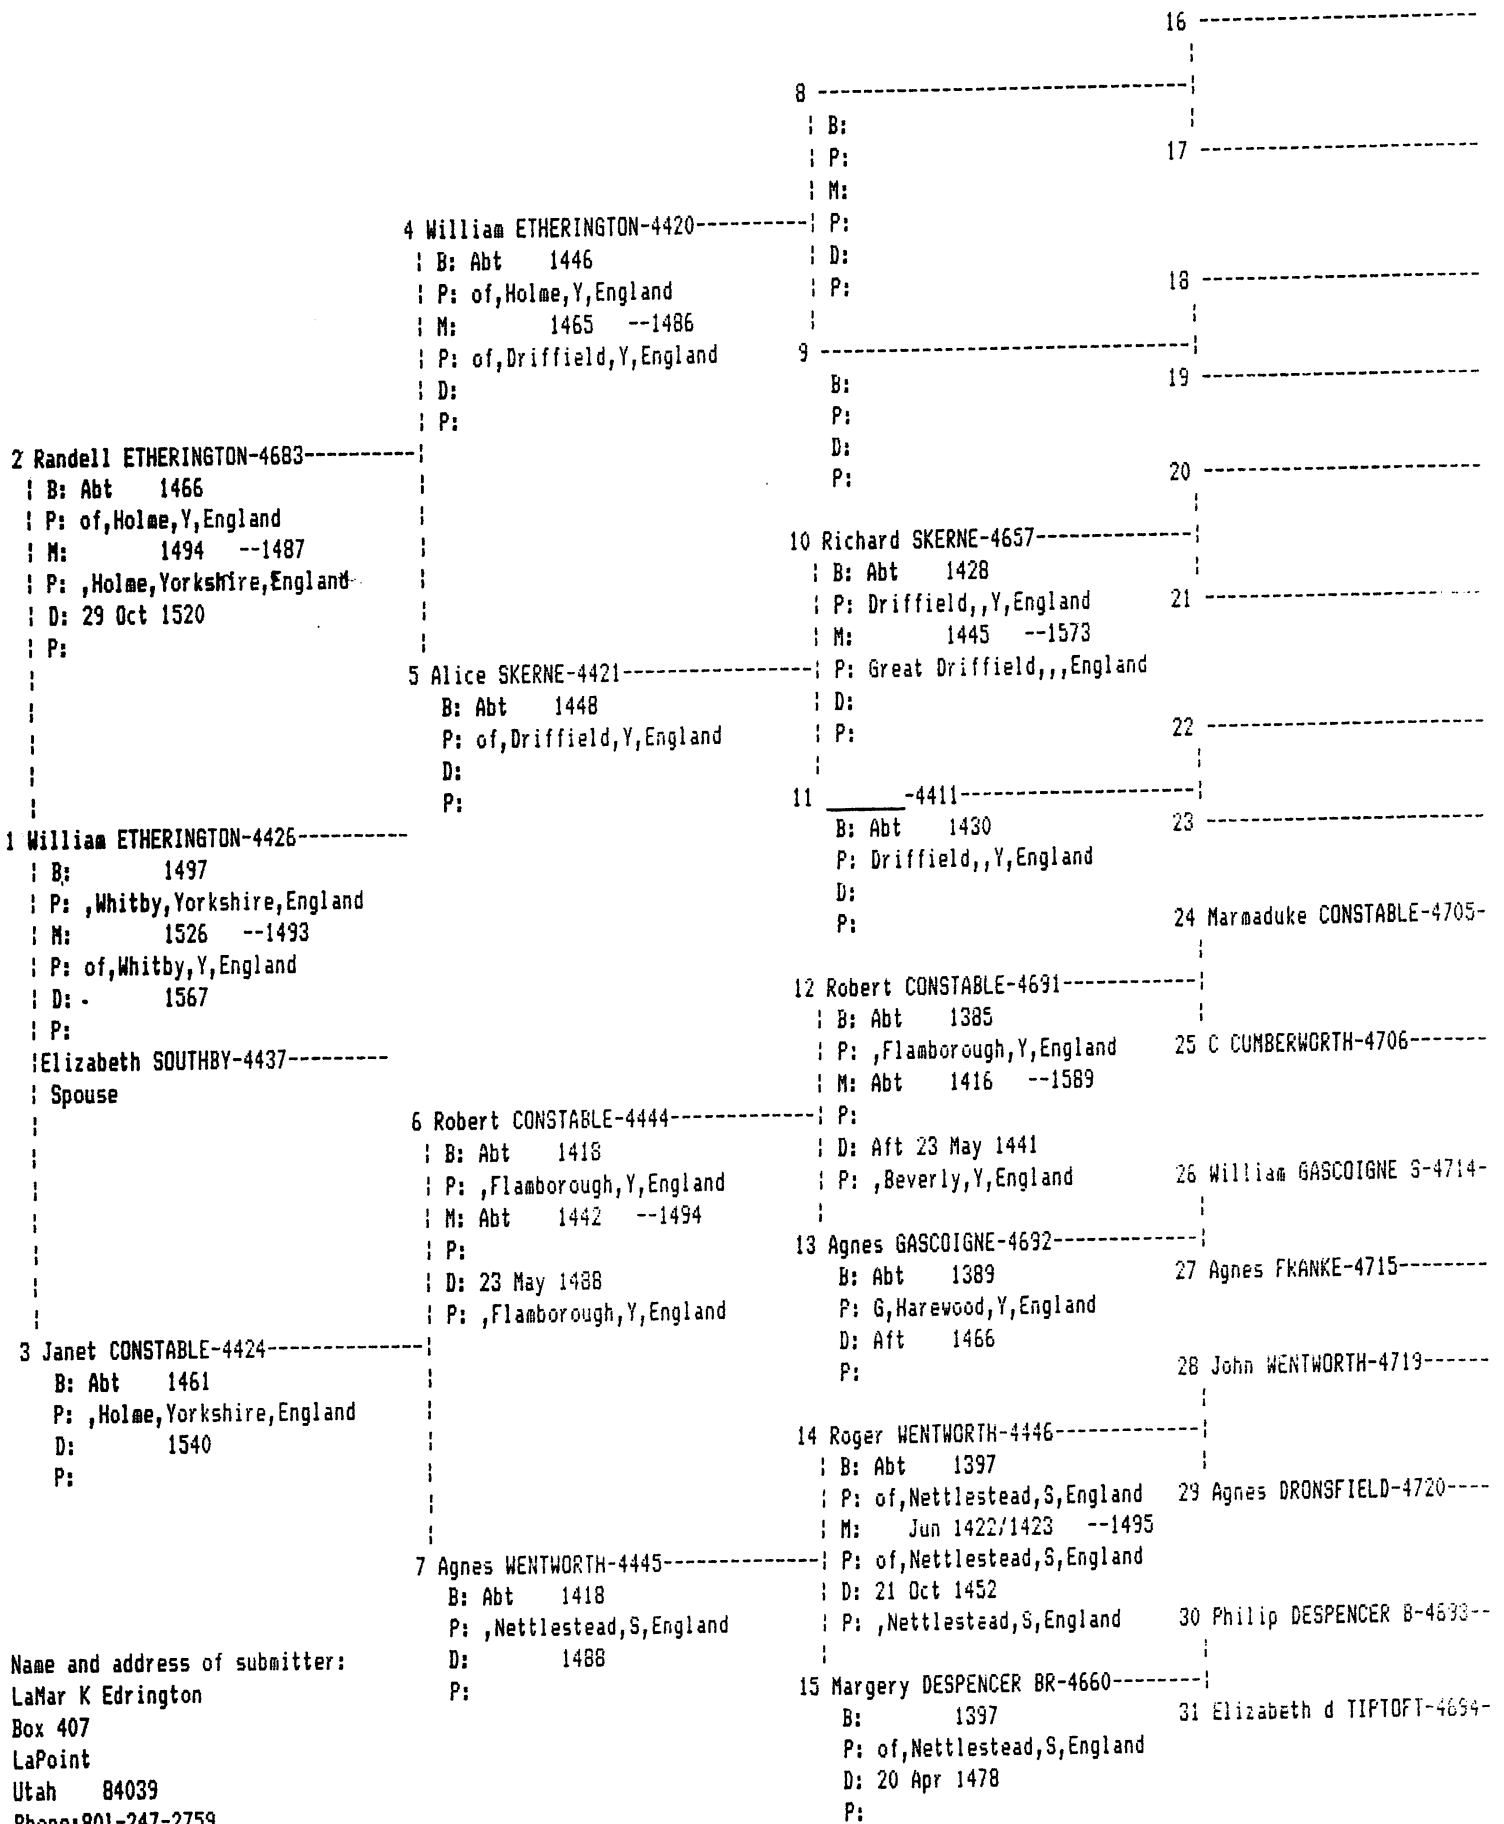 16
8
B:
P:
17
M:
4 William ETHERINGTON-4420
P:
B: Abt 1446
D:
P: of,Holme,Y,England
P:
18
M: 1465 --1486
P: of,Driffield,Y,England
9
D:
B:
19
P:
P:
2 Randell ETHERINGTON-4683
D:
B: Abt 1466
P:
20
P: of,Holme,Y,England
M: 1494 --1487
10 Richard SKERNE-4657
P: ,Holme,Yorkshire,England
B: Abt 1428
D: 29 Oct 1520
P: Driffield,,Y,England
21
P:
M: 1445 --1573
5 Alice SKERNE-4421
P: Great Driffield,,,England
B: Abt 1448
D:
P: of,Driffield,Y,England
P:
22
D:
P:
11 ______-4411
1 William ETHERINGTON-4426
B: Abt 1430
23
B: 1497
P: Driffield,,Y,England
P: ,Whitby,Yorkshire,England
D:
M: 1526 --1493
P:
24 Marmaduke CONSTABLE-4705-
P: of,Whitby,Y,England
D: - 1567
12 Robert CONSTABLE-4691
P:
B: Abt 1385
Elizabeth SOUTHBY-4437
P: ,Flamborough,Y,England
25 C CUMBERWORTH-4706
Spouse
M: Abt 1416 --1589
6 Robert CONSTABLE-4444
P:
B: Abt 1418
D: Aft 23 May 1441
P: ,Flamborough,Y,England
P: ,Beverly,Y,England
26 William GASCOIGNE S-4714-
M: Abt 1442 --1494
P:
13 Agnes GASCOIGNE-4692
D: 23 May 1488
B: Abt 1389
27 Agnes FRANKE-4715
P: ,Flamborough,Y,England
P: G,Harewood,Y,England
3 Janet CONSTABLE-4424
D: Aft 1466
B: Abt 1461
P:
28 John WENTWORTH-4719
P: ,Holme,Yorkshire,England
D: 1540
14 Roger WENTWORTH-4446
P:
B: Abt 1397
P: of,Nettlestead,S,England
29 Agnes DRONSFIELD-4720
M: Jun 1422/1423 --1495
7 Agnes WENTWORTH-4445
P: of,Nettlestead,S,England
B: Abt 1418
D: 21 Oct 1452
P: ,Nettlestead,S,England
P: ,Nettlestead,S,England
30 Philip DESPENCER B-4693--
D: 1488
P:
15 Margery DESPENCER BR-4660
B: 1397
31 Elizabeth d TIPTOFT-4694-
P: of,Nettlestead,S,England
D: 20 Apr 1478
P:
Name and address of submitter:
LaMar K Edrington
Box 407
LaPoint
Utah 84039
Phone:801-247-2759